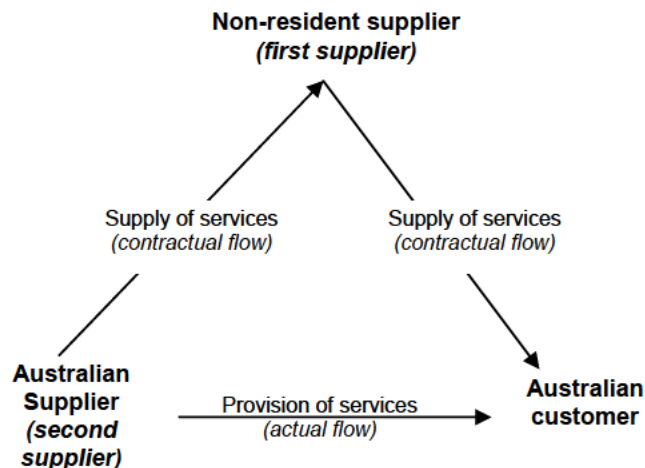 Non-resident supplier
(first supplier)
Supply of services
(contractual flow)
Supply of services
(contractual flow)
Australian
Supplier
(second
supplier)
Provision of services
(actual flow)
Australian
customer